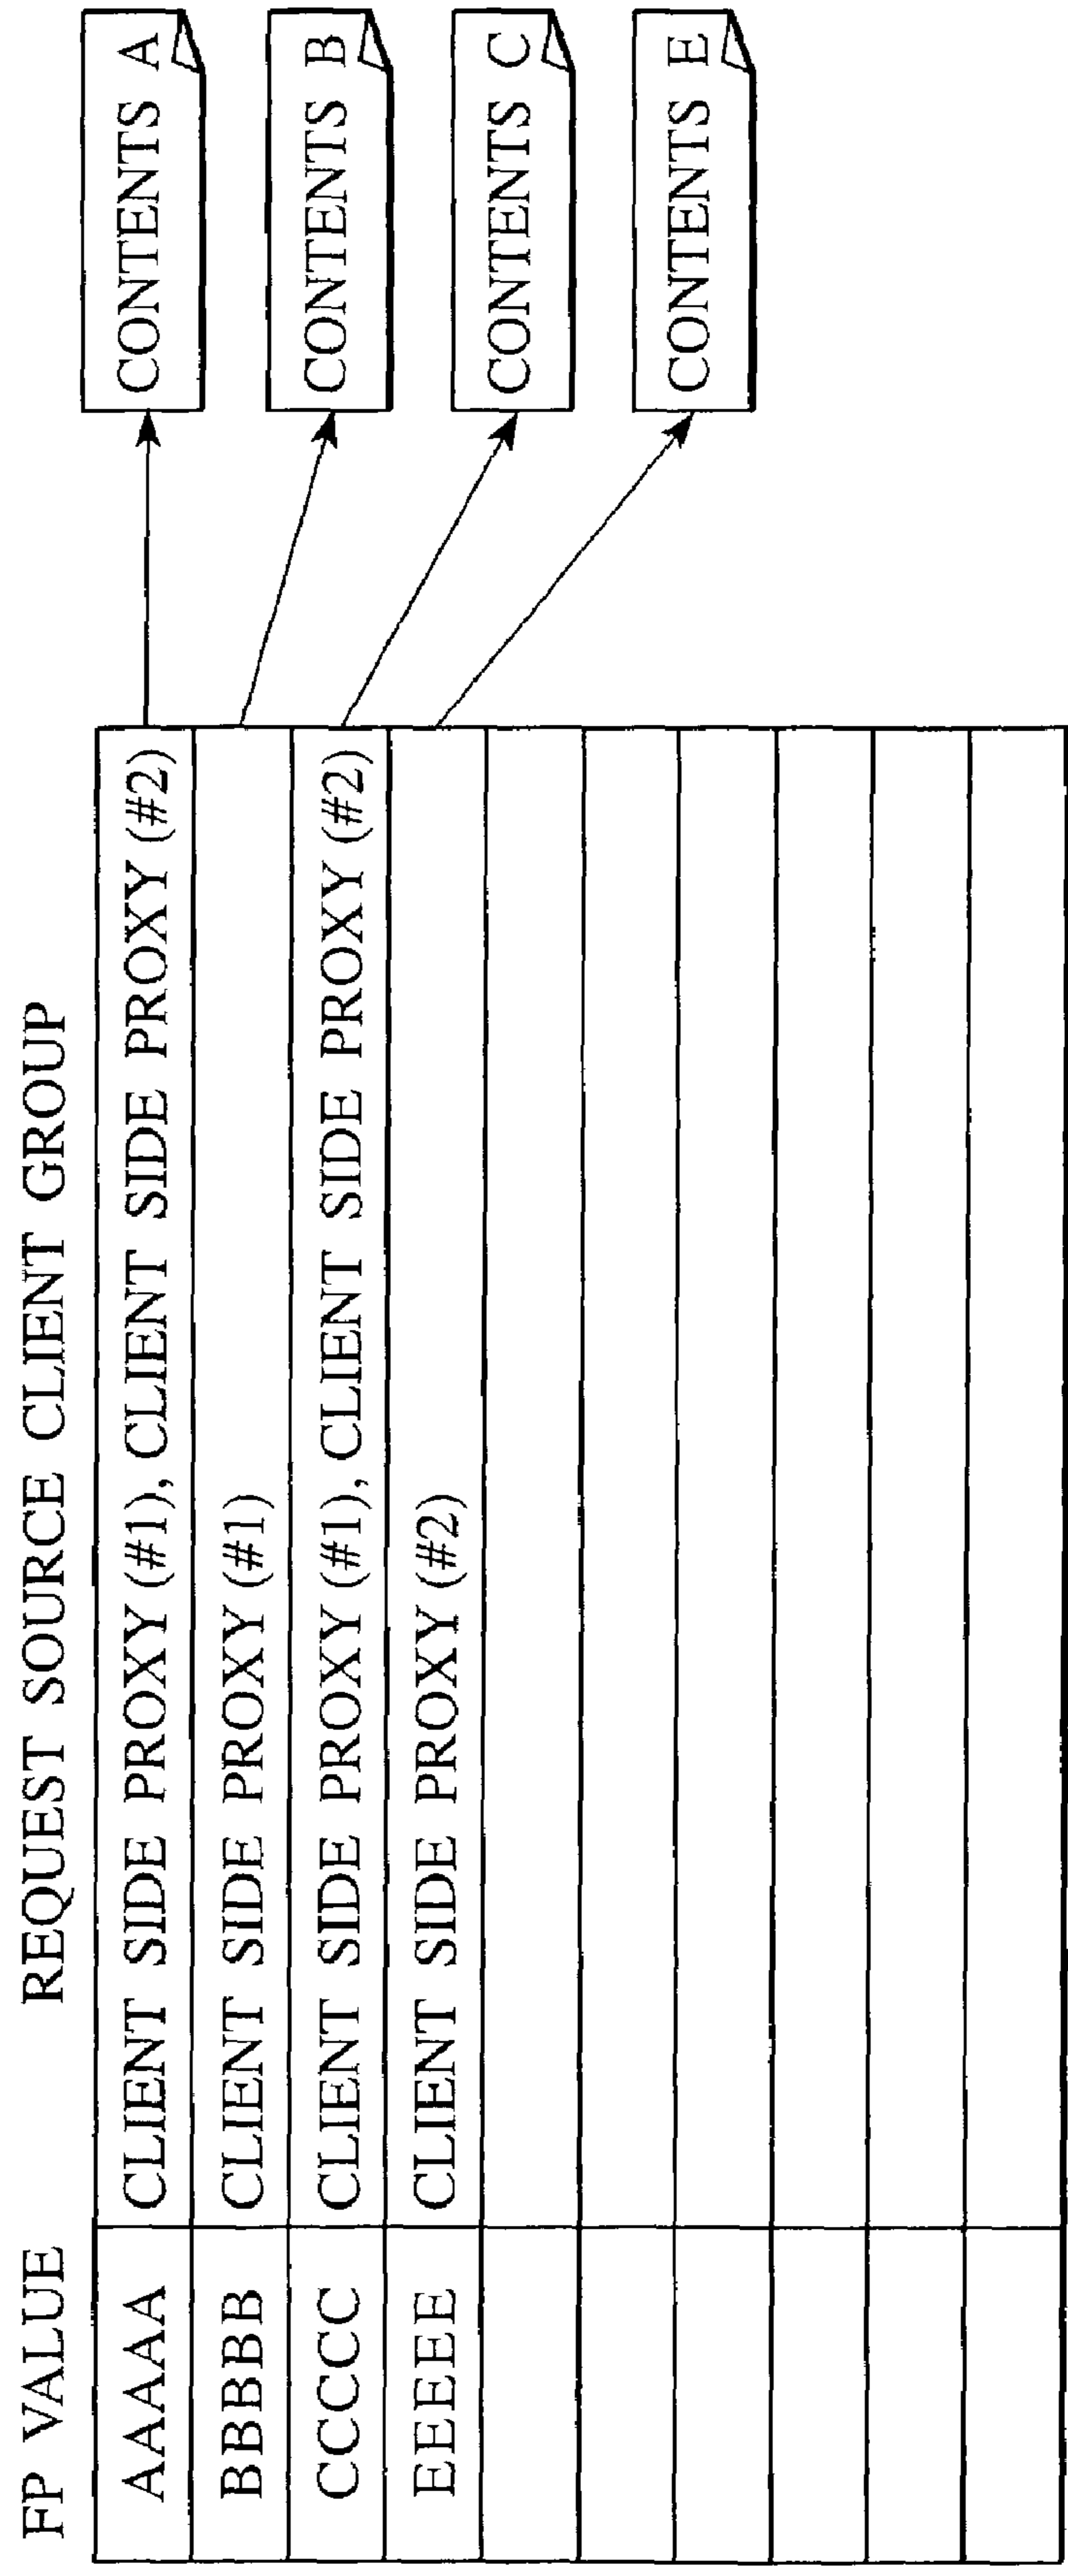 FP VALUE REQUEST SOURCE CLIENT GROUP
AAAAA CLIENT SIDE PROXY (#1), CLIENT SIDE PROXY (#2) CONTENTS A
BBBBB CLIENT SIDE PROXY (#1) CONTENTS B
CCCCC CLIENT SIDE PROXY (#1), CLIENT SIDE PROXY (#2) CONTENTS C
EEEEE CLIENT SIDE PROXY (#2) CONTENTS E